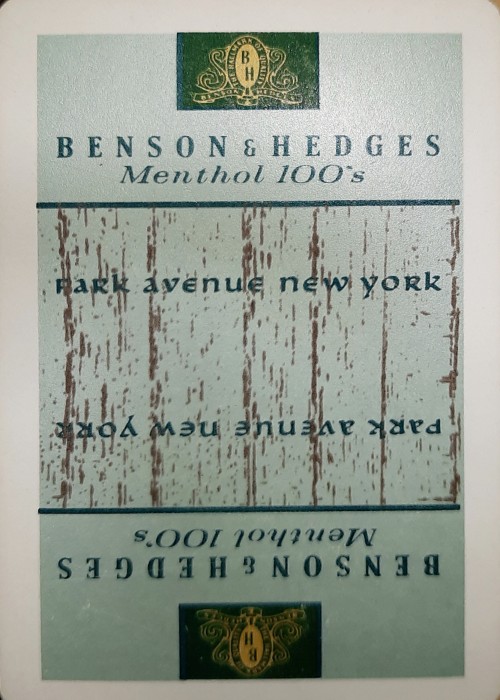 B
H
BENSON & HEDGES
Menthol 100's
Park avenue new york
Park avenue new york
Menthol 100's
BENSON & HEDGES
B
H